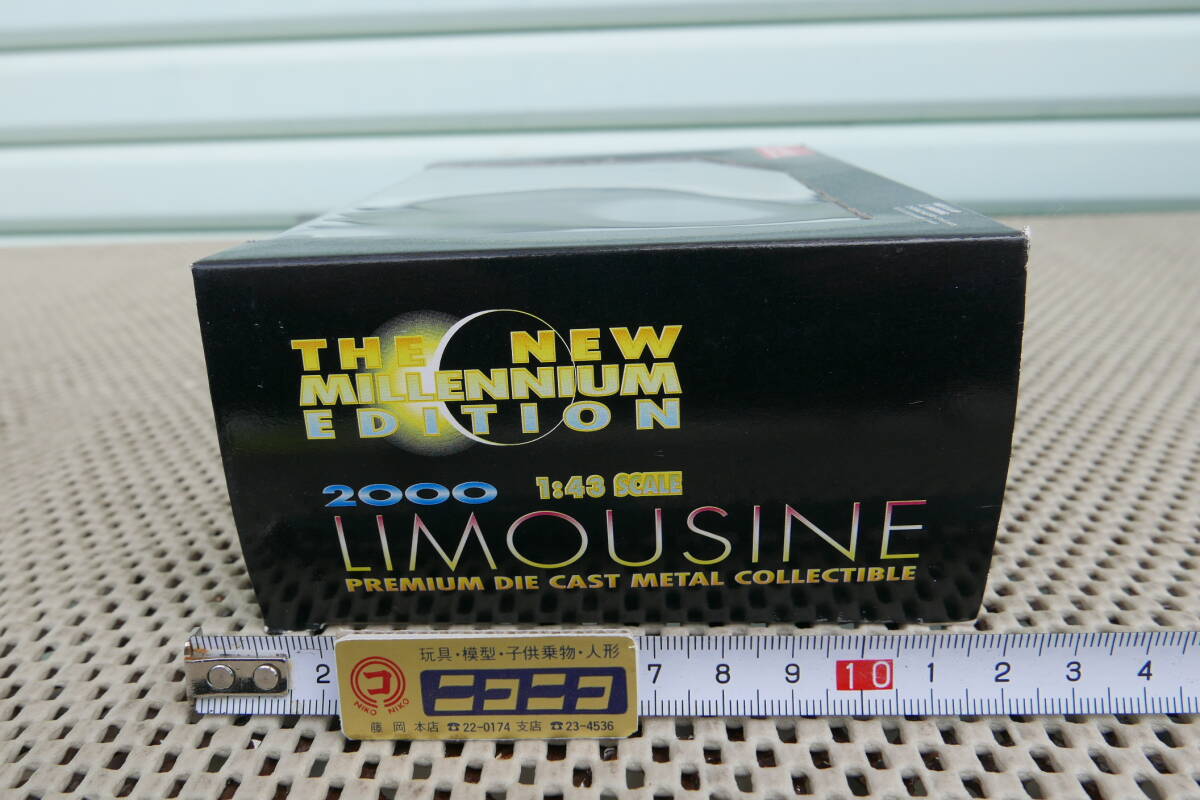 THE NEW
MILLENNIUM
EDITION
2000 1:43 SCALE
LIMOUSINE
PREMIUM DIE CAST METAL COLLECTIBLE
2 7 8 9 10 1 2 3 4
玩具・模型・子供乗物・人形
コ ニコニコ
NIKO NIKO
藤岡 本店 ☎22-0174 支店 ☎23-4536